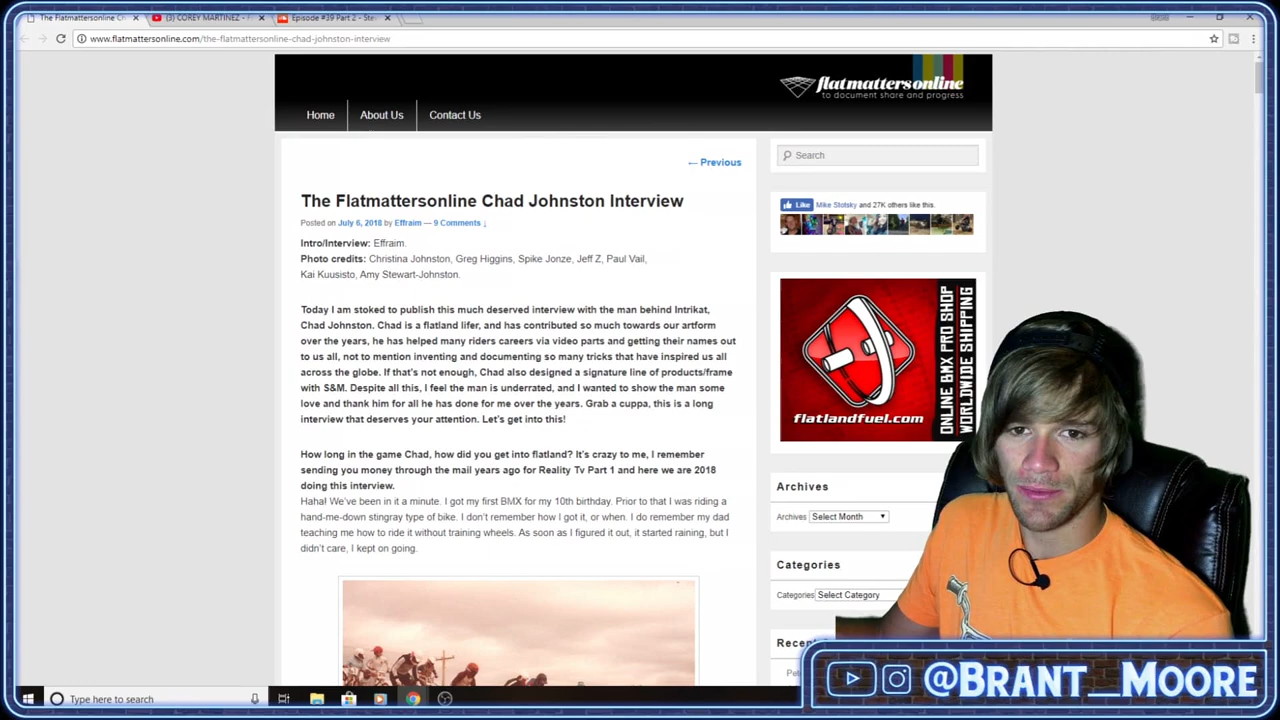 The Flatmattersonline C
(3) COREY MARTINEZ -
Episode #39 Part 2 - Ste
www.flatmattersonline.com/the-flatmattersonline-chad-johnston-interview
flatmattersonline
to document share and progress
Home
About Us
Contact Us
← Previous
Search
The Flatmattersonline Chad Johnston Interview
Posted on July 6, 2018 by Effraim — 9 Comments ↓
Like Mike Stotsky and 27K others like this.
Intro/Interview: Effraim.
Photo credits: Christina Johnston, Greg Higgins, Spike Jonze, Jeff Z, Paul Vail,
Kai Kuusisto, Amy Stewart-Johnston.
Today I am stoked to publish this much deserved interview with the man behind Intrikat,
Chad Johnston. Chad is a flatland lifer, and has contributed so much towards our artform
over the years, he has helped many riders careers via video parts and getting their names out
to us all, not to mention inventing and documenting so many tricks that have inspired us all
across the globe. If that's not enough, Chad also designed a signature line of products/frame
with S&M. Despite all this, I feel the man is underrated, and I wanted to show the man some
love and thank him for all he has done for me over the years. Grab a cuppa, this is a long
interview that deserves your attention. Let's get into this!
flatlandfuel.com
ONLINE BMX PRO SHOP
WORLDWIDE SHIPPING
How long in the game Chad, how did you get into flatland? It's crazy to me, I remember
sending you money through the mail years ago for Reality Tv Part 1 and here we are 2018
doing this interview.
Haha! We've been in it a minute. I got my first BMX for my 10th birthday. Prior to that I was riding a
hand-me-down stingray type of bike. I don't remember how I got it, or when. I do remember my dad
teaching me how to ride it without training wheels. As soon as I figured it out, it started raining, but I
didn't care, I kept on going.
Archives
Archives Select Month
Categories
Categories Select Category
Recent
Pet
Type here to search
@Brant_Moore